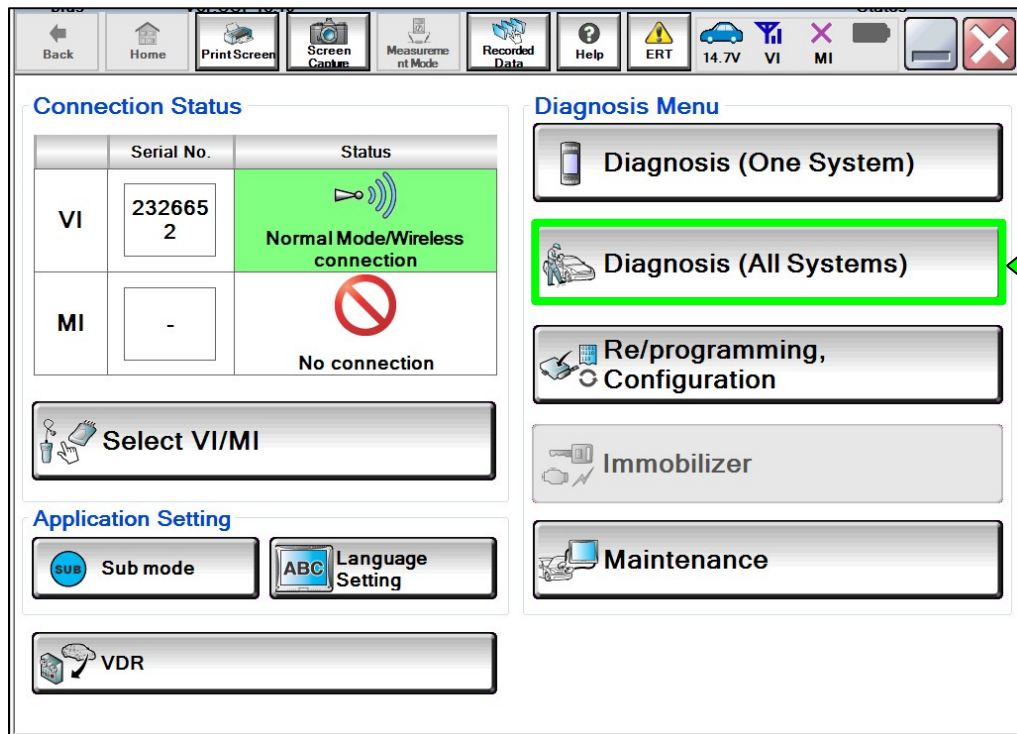 Back
Home
Print Screen
Screen
Capture
Measureme
nt Mode
Recorded
Data
Help
ERT
14.7V
VI
MI
Connection Status
Serial No.
Status
VI
232665
2
Normal Mode/Wireless
connection
MI
-
No connection
Select VI/MI
Application Setting
SUB
Sub mode
ABC
Language
Setting
VDR
Diagnosis Menu
Diagnosis (One System)
Diagnosis (All Systems)
Re/programming,
Configuration
Immobilizer
Maintenance